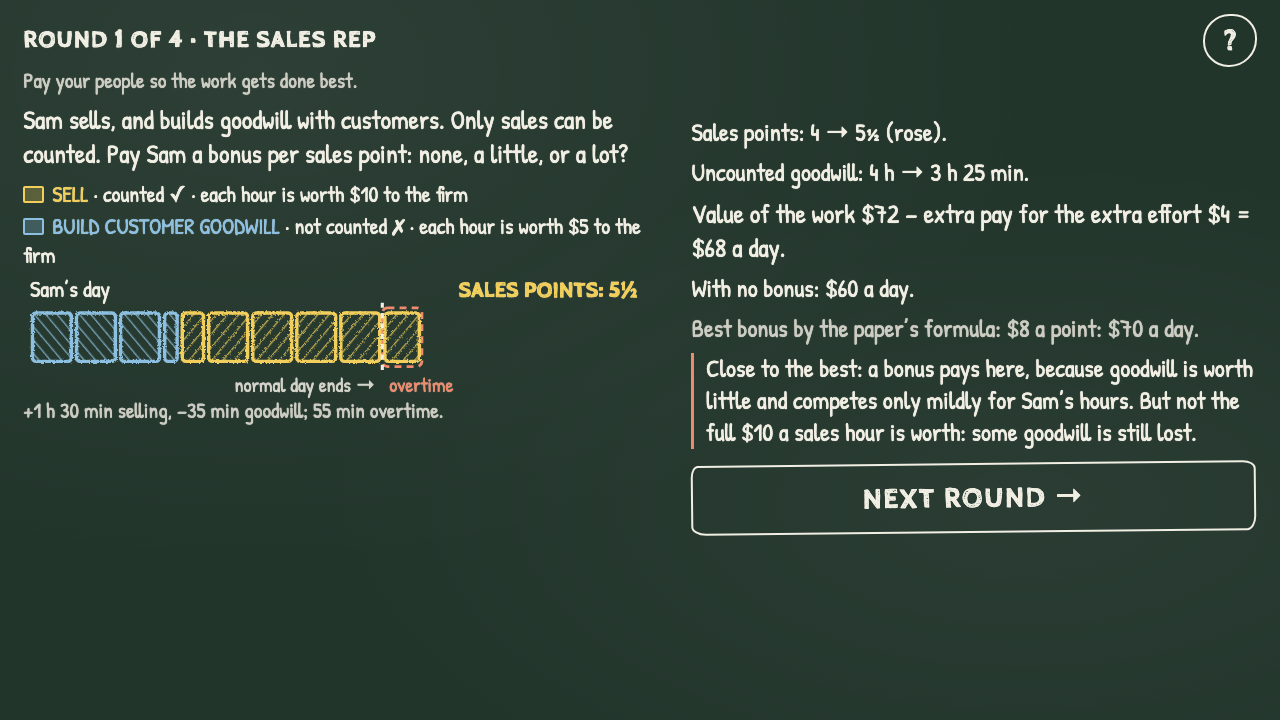 ROUND 1 OF 4 · THE SALES REP
?
Pay your people so the work gets done best.
Sam sells, and builds goodwill with customers. Only sales can be
counted. Pay Sam a bonus per sales point: none, a little, or a lot?
SELL · counted ✓ · each hour is worth $10 to the firm
BUILD CUSTOMER GOODWILL · not counted ✗ · each hour is worth $5 to the
firm
Sam's day
SALES POINTS: 5½
normal day ends →
overtime
+1 h 30 min selling, −35 min goodwill; 55 min overtime.
Sales points: 4 → 5½ (rose).
Uncounted goodwill: 4 h → 3 h 25 min.
Value of the work $72 – extra pay for the extra effort $4 =
$68 a day.
With no bonus: $60 a day.
Best bonus by the paper's formula: $8 a point: $70 a day.
Close to the best: a bonus pays here, because goodwill is worth
little and competes only mildly for Sam's hours. But not the
full $10 a sales hour is worth: some goodwill is still lost.
NEXT ROUND →